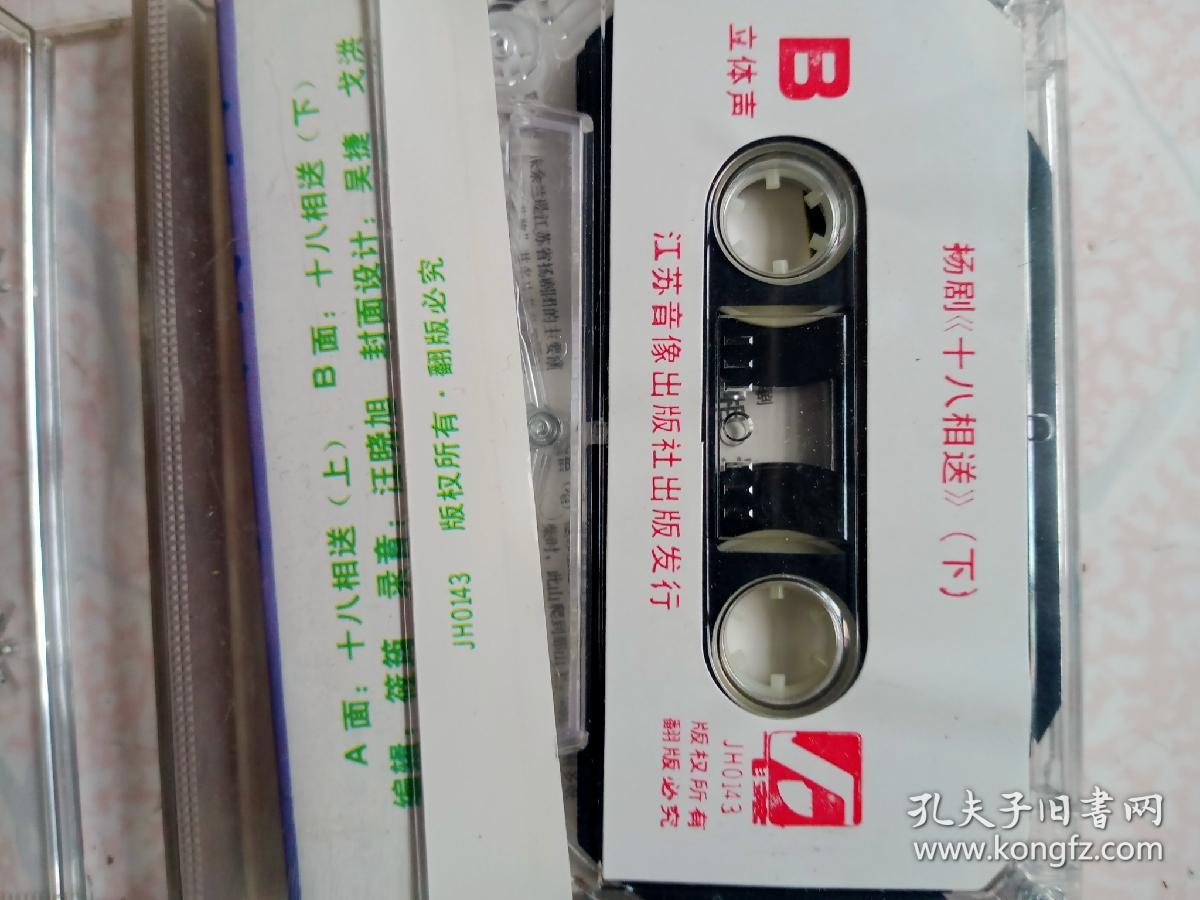 A面：十八相送（上） B面：十八相送（下）
编辑：筱筠 录音：汪晓旭 封面设计：吴捷 戈洪
JH0143 版权所有·翻版必究
B
立体声
杨剧《十八相送》（下）
江苏音像出版社出版发行
JH0143
版权所有
翻版必究
孔夫子旧书网
www.kongfz.com